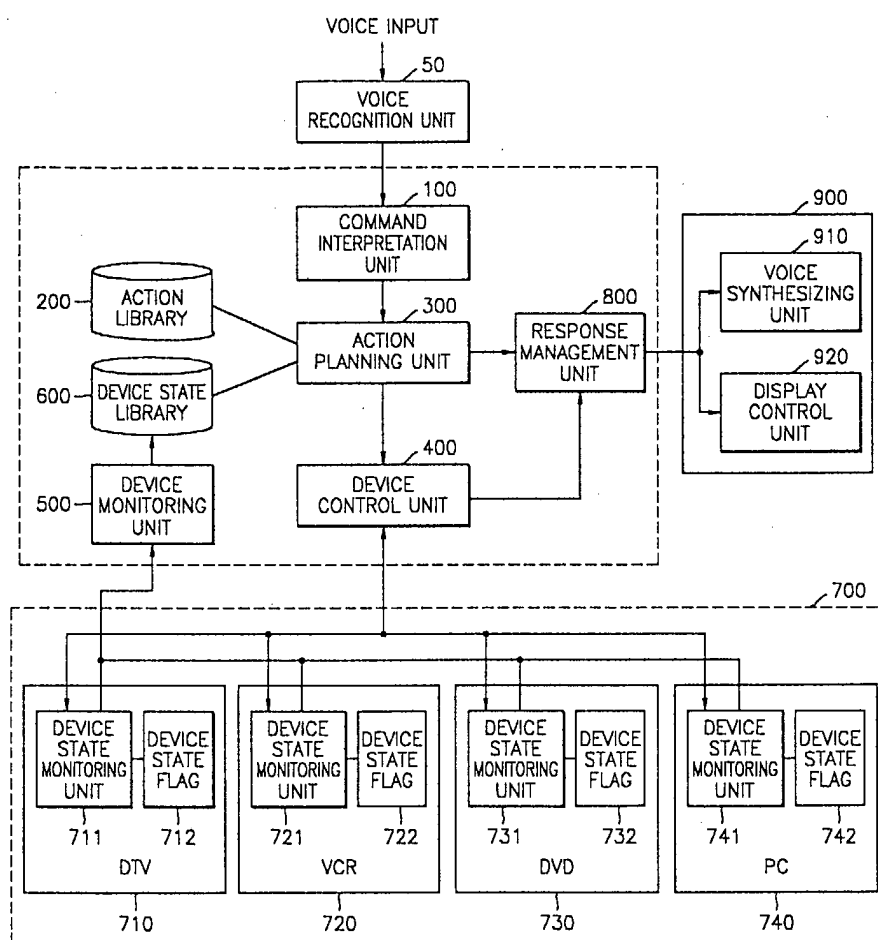 VOICE INPUT
50
VOICE
RECOGNITION UNIT
100
COMMAND
INTERPRETATION
UNIT
200
ACTION
LIBRARY
300
ACTION
PLANNING UNIT
800
RESPONSE
MANAGEMENT
UNIT
900
910
VOICE
SYNTHESIZING
UNIT
920
DISPLAY
CONTROL
UNIT
600
DEVICE STATE
LIBRARY
500
DEVICE
MONITORING
UNIT
400
DEVICE
CONTROL UNIT
700
DEVICE
STATE
MONITORING
UNIT
711
DEVICE
STATE
FLAG
712
DTV
710
DEVICE
STATE
MONITORING
UNIT
721
DEVICE
STATE
FLAG
722
VCR
720
DEVICE
STATE
MONITORING
UNIT
731
DEVICE
STATE
FLAG
732
DVD
730
DEVICE
STATE
MONITORING
UNIT
741
DEVICE
STATE
FLAG
742
PC
740